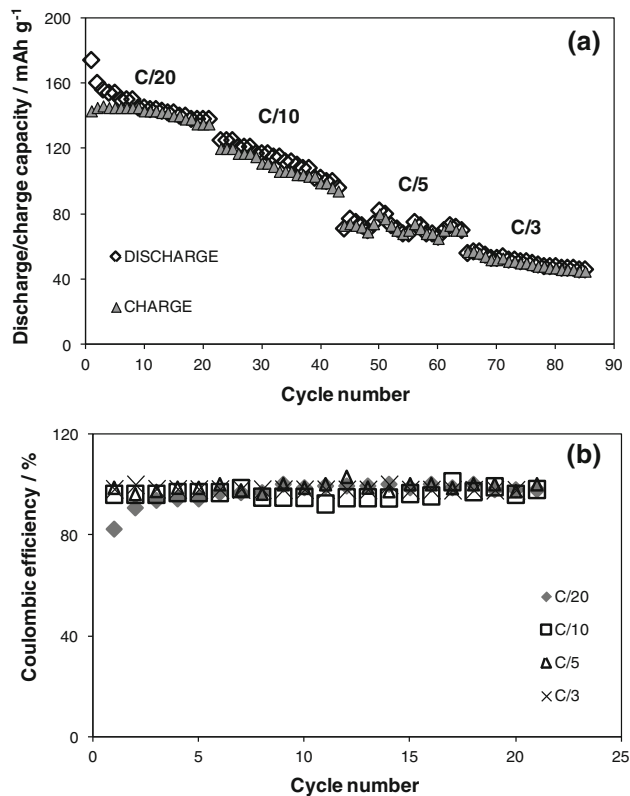 (a)
Discharge/charge capacity / mAh g⁻¹
200
160
120
80
40
0
C/20
C/10
C/5
C/3
DISCHARGE
CHARGE
0 10 20 30 40 50 60 70 80 90
Cycle number
(b)
Coulombic efficiency / %
120
80
40
0
C/20
C/10
C/5
C/3
0 5 10 15 20 25
Cycle number